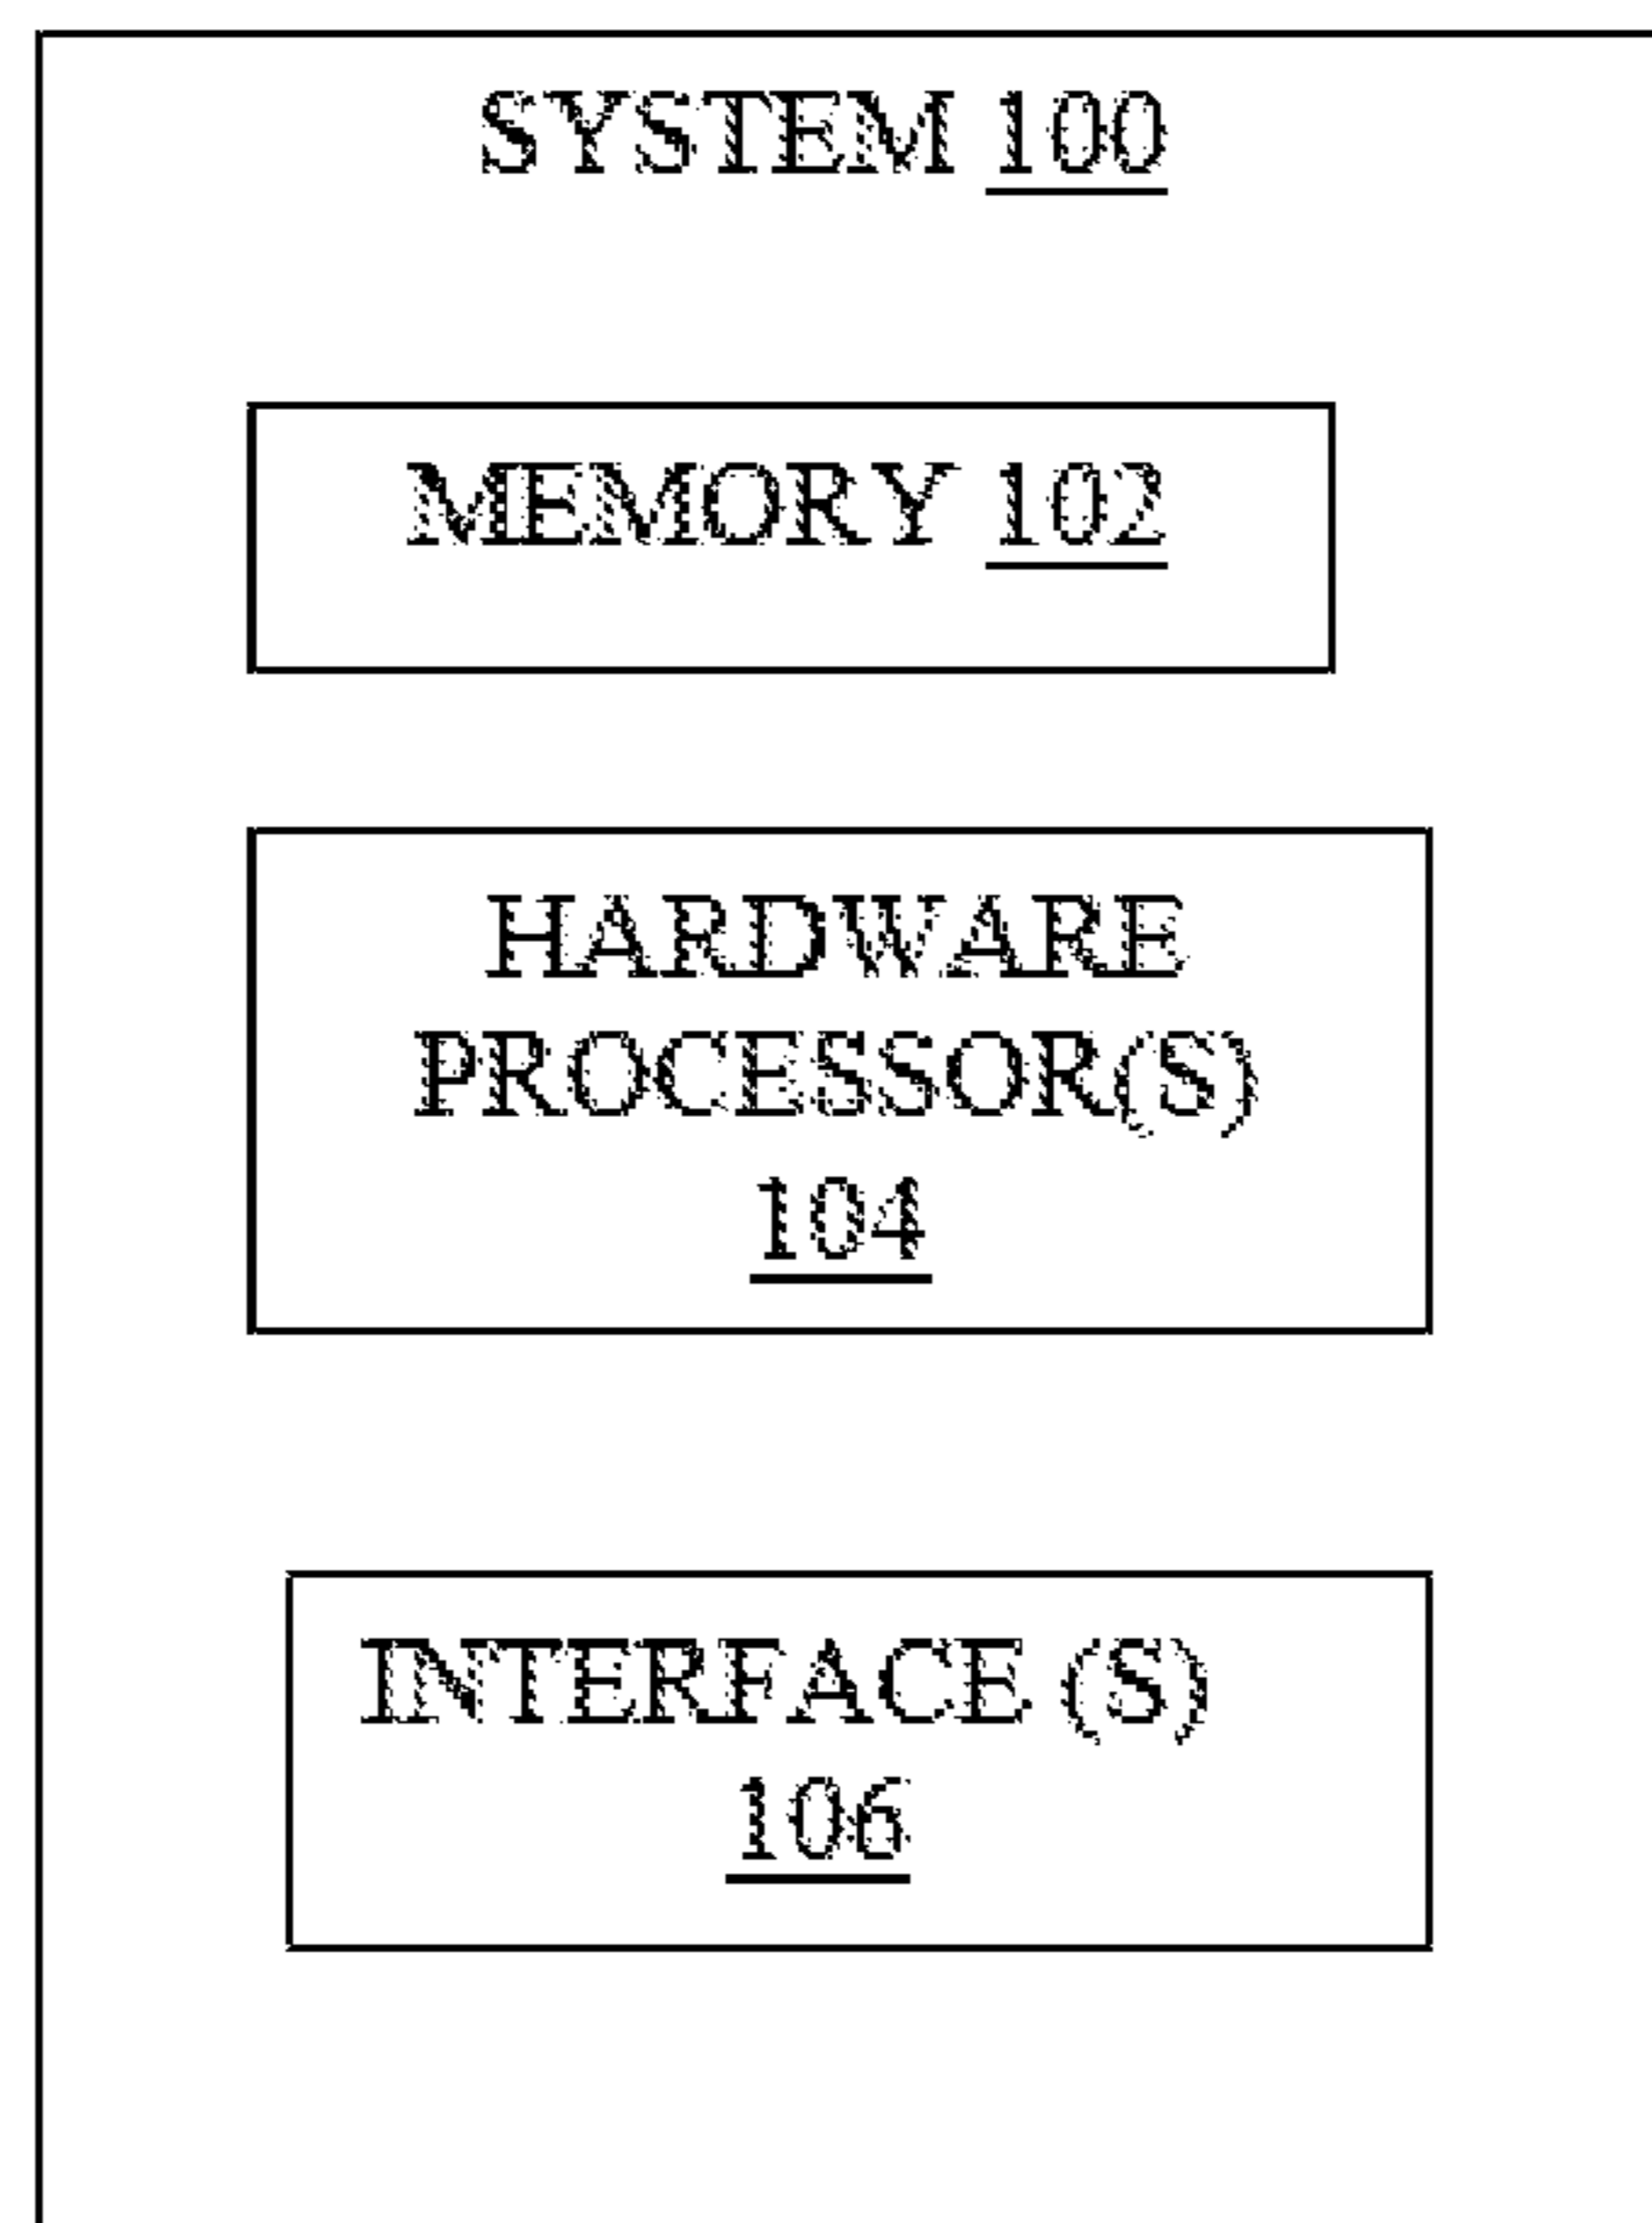 SYSTEM 100
MEMORY 102
HARDWARE
PROCESSOR(S)
104
INTERFACE (S)
106